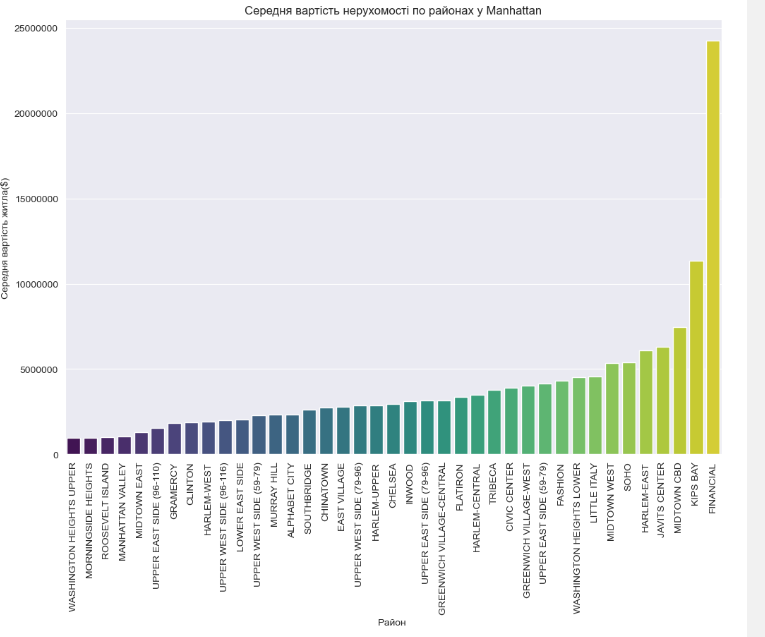 Середня вартість нерухомості по районах у Manhattan
Середня вартість житла($)
25000000
20000000
15000000
10000000
5000000
0
WASHINGTON HEIGHTS UPPER
MORNINGSIDE HEIGHTS
ROOSEVELT ISLAND
MANHATTAN VALLEY
MIDTOWN EAST
UPPER EAST SIDE (96-110)
GRAMERCY
CLINTON
HARLEM-WEST
UPPER WEST SIDE (96-116)
LOWER EAST SIDE
UPPER WEST SIDE (59-79)
MURRAY HILL
ALPHABET CITY
SOUTHBRIDGE
CHINATOWN
EAST VILLAGE
UPPER WEST SIDE (79-96)
HARLEM-UPPER
CHELSEA
INWOOD
UPPER EAST SIDE (79-96)
GREENWICH VILLAGE-CENTRAL
FLATIRON
HARLEM-CENTRAL
TRIBECA
CIVIC CENTER
GREENWICH VILLAGE-WEST
UPPER EAST SIDE (59-79)
FASHION
WASHINGTON HEIGHTS LOWER
LITTLE ITALY
MIDTOWN WEST
SOHO
HARLEM-EAST
JAVITS CENTER
MIDTOWN CBD
KIPS BAY
FINANCIAL
Район